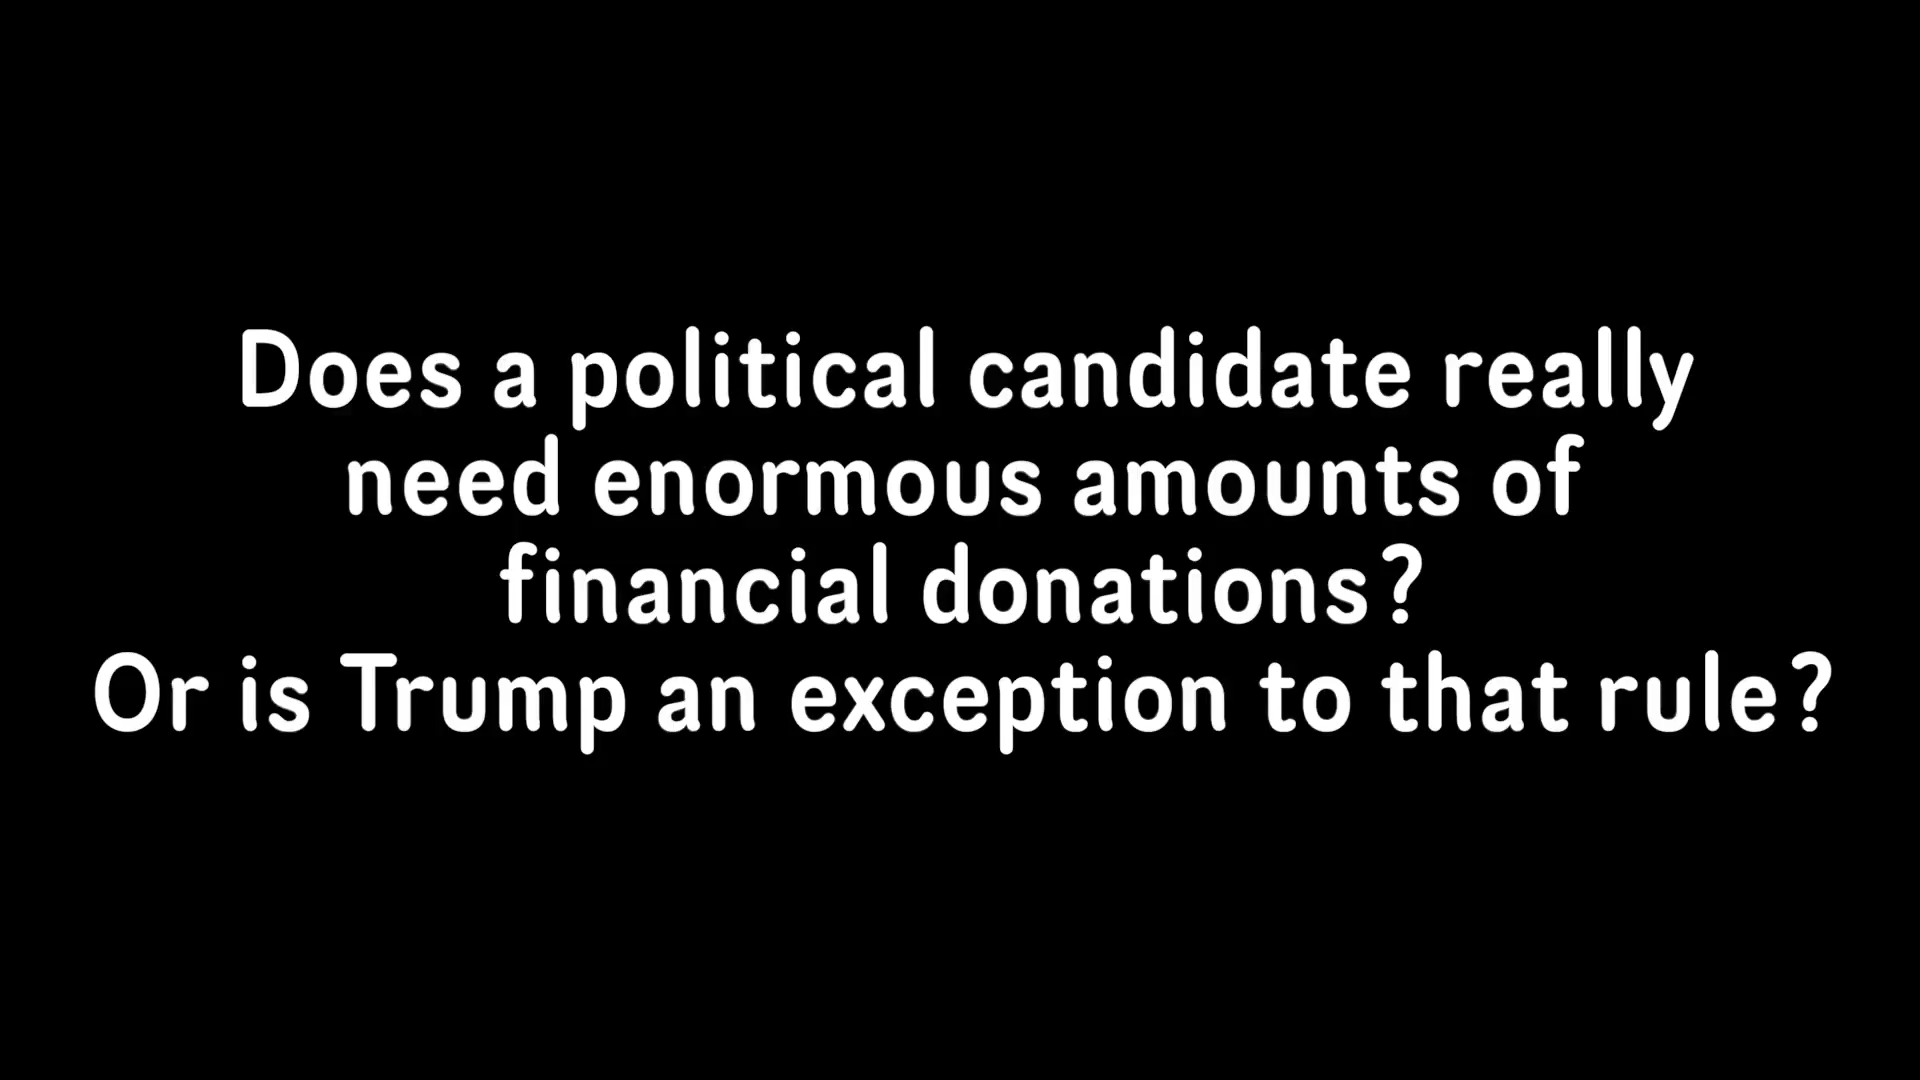 Does a political candidate really
need enormous amounts of
financial donations?
Or is Trump an exception to that rule?